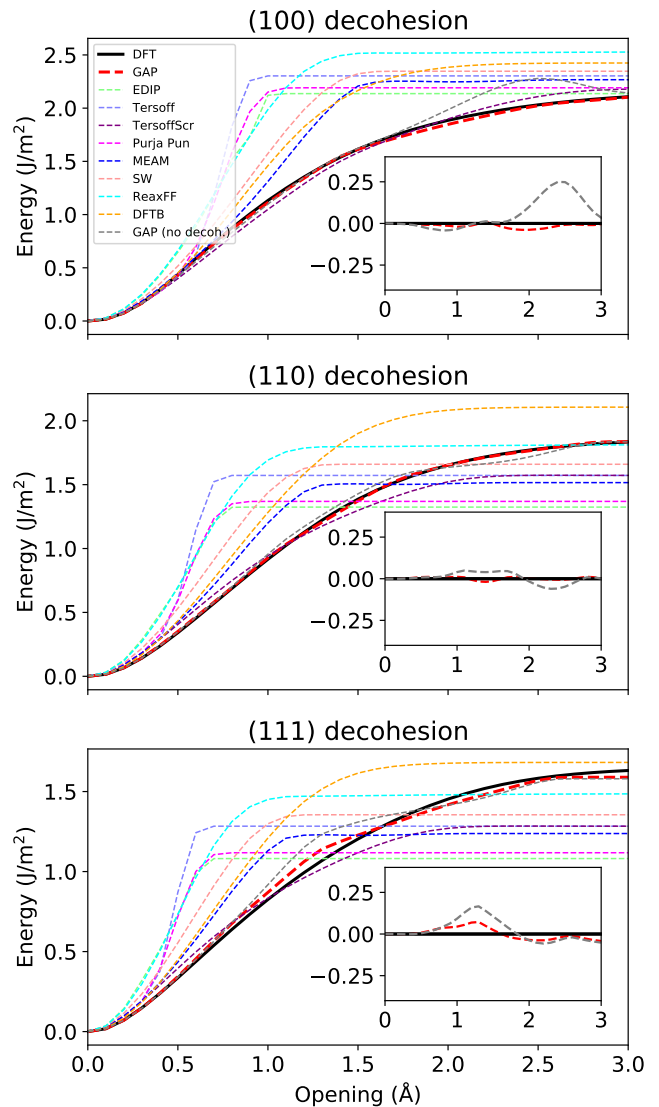 (100) decohesion
Energy (J/m²)
2.5
2.0
1.5
1.0
0.5
0.0
DFT
GAP
EDIP
Tersoff
TersoffScr
Purja Pun
MEAM
SW
ReaxFF
DFTB
GAP (no decoh.)
0.25
0.00
−0.25
0 1 2 3
(110) decohesion
Energy (J/m²)
2.0
1.5
1.0
0.5
0.0
0.25
0.00
−0.25
0 1 2 3
(111) decohesion
Energy (J/m²)
1.5
1.0
0.5
0.0
0.25
0.00
−0.25
0 1 2 3
0.0 0.5 1.0 1.5 2.0 2.5 3.0
Opening (Å)